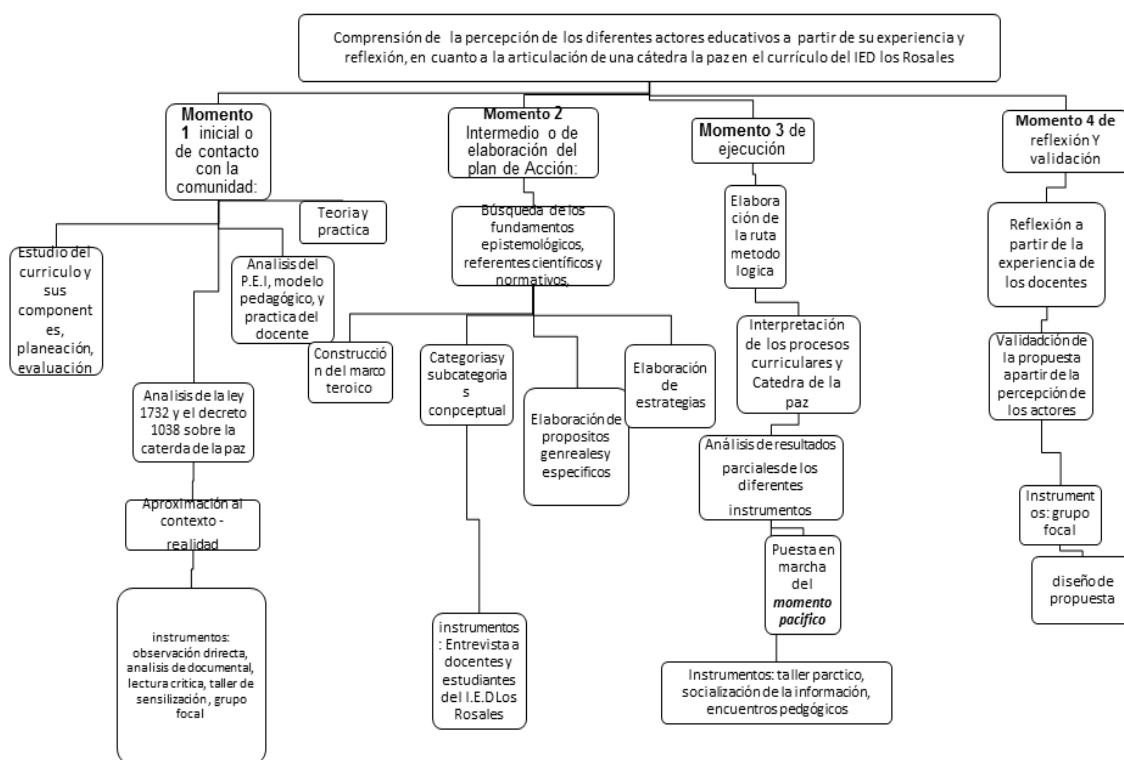 Comprensión de la percepción de los diferentes actores educativos a partir de su experiencia y
reflexión, en cuanto a la articulación de una cátedra la paz en el currículo del IED los Rosales
Momento
1 inicial o
de contacto
con la
comunidad:
Teoria y
practica
Estudio del
curriculo y
sus
component
es,
planeación,
evaluación
Analisis del
P.E.I, modelo
pedagógico, y
practica del
docente
Analisis de la ley
1732 y el decreto
1038 sobre la
caterda de la paz
Aproximación al
contexto -
realidad
instrumentos:
observación drirecta,
analisis de documental,
lectura critica, taller de
sensilización , grupo
focal
Momento 2
Intermedio o de
elaboración del
plan de Acción:
Búsqueda de los
fundamentos
epistemológicos,
referentes científicos y
normativos,
Construcció
n del marco
teroico
Categorias y
subcategoria
s conpceptual
Elaboración de
propositos
genreales y
especificos
Elaboración
de
estrategias
instrumentos
: Entrevista a
docentes y
estudiantes
del I.E.D Los
Rosales
Momento 3 de
ejecución
Elabora
ción de
la ruta
metodo
logica
Interpretación
de los procesos
curriculares y
Catedra de la
paz
Análisis de resultados
parciales de los
diferentes
instrumentos
Puesta en
marcha del
momento
pacifico
Instrumentos: taller parctico,
socialización de la información,
encuentros pedgógicos
Momento 4 de
reflexión Y
validación
Reflexión a
partir de la
experiencia de
los docentes
Validadción de
la propuesta
apartir de la
percepción de
los actores
Instrument
os: grupo
focal
diseño de
propuesta